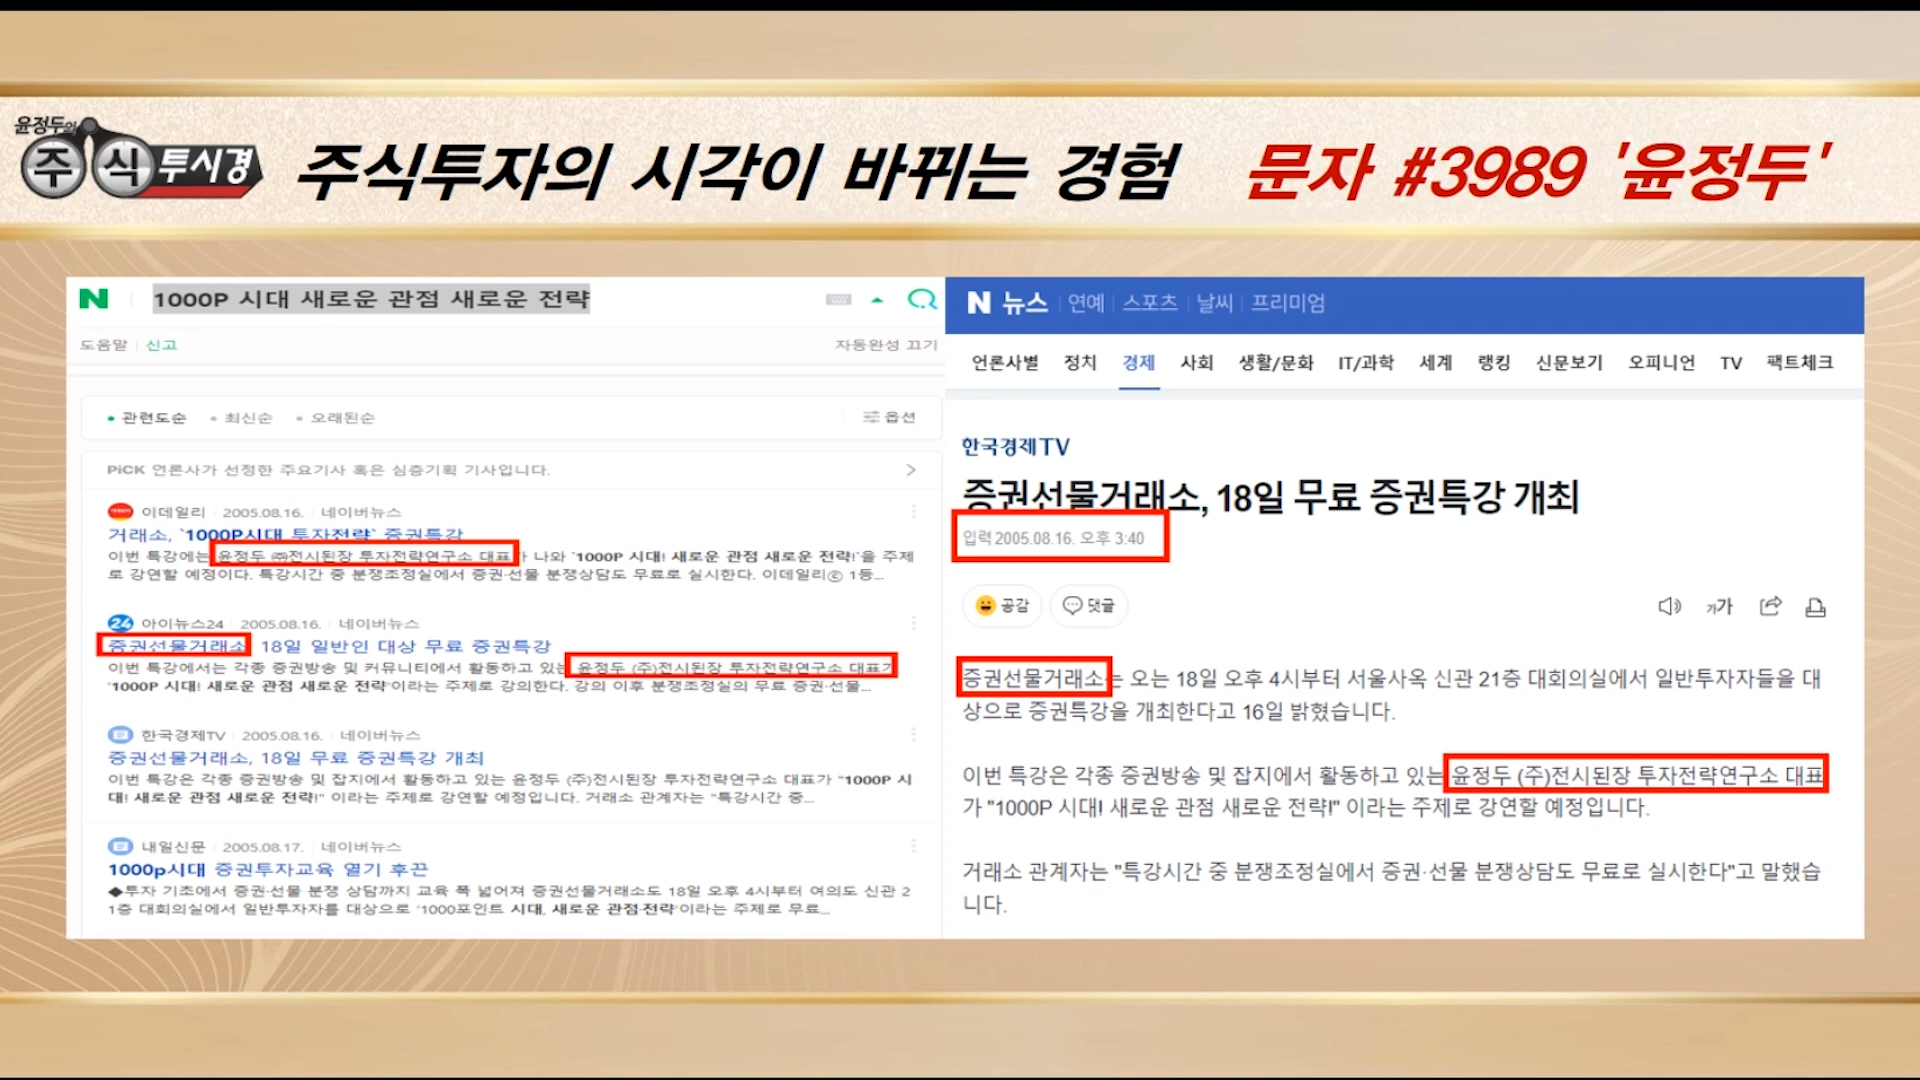 윤정두의
주식투시경
주식투자의 시각이 바뀌는 경험 문자 #3989 '윤정두'
N 1000P 시대 새로운 관점 새로운 전략
도움말 신고 자동완성 끄기
관련도순 최신순 오래된순 옵션
PiCK 언론사가 선정한 주요기사 혹은 심층기획 기사입니다.
이데일리 2005.08.16. 네이버뉴스
거래소, `1000P시대 투자전략` 증권특강
이번 특강에는 윤정두 ㈜전시된장 투자전략연구소 대표가 나와 `1000P 시대! 새로운 관점 새로운 전략!`을 주제
로 강연할 예정이다. 특강시간 중 분쟁조정실에서 증권·선물 분쟁상담도 무료로 실시한다. 이데일리ⓒ 1등...
24 아이뉴스24 2005.08.16. 네이버뉴스
증권선물거래소 18일 일반인 대상 무료 증권특강
이번 특강에서는 각종 증권방송 및 커뮤니티에서 활동하고 있는 윤정두 (주)전시된장 투자전략연구소 대표가
'1000P 시대! 새로운 관점 새로운 전략'이라는 주제로 강의한다. 강의 이후 분쟁조정실의 무료 증권·선물...
한국경제TV 2005.08.16. 네이버뉴스
증권선물거래소, 18일 무료 증권특강 개최
이번 특강은 각종 증권방송 및 잡지에서 활동하고 있는 윤정두 (주)전시된장 투자전략연구소 대표가 "1000P 시
대! 새로운 관점 새로운 전략!" 이라는 주제로 강연할 예정입니다. 거래소 관계자는 "특강시간 중...
내일신문 2005.08.17. 네이버뉴스
1000p시대 증권투자교육 열기 후끈
◆투자 기초에서 증권·선물 분쟁 상담까지 교육 폭 넓어져 증권선물거래소도 18일 오후 4시부터 여의도 신관 2
1층 대회의실에서 일반투자자를 대상으로 '1000포인트 시대, 새로운 관점·전략'이라는 주제로 무료...
N 뉴스 연예 스포츠 날씨 프리미엄
언론사별 정치 경제 사회 생활/문화 IT/과학 세계 랭킹 신문보기 오피니언 TV 팩트체크
한국경제TV
증권선물거래소, 18일 무료 증권특강 개최
입력 2005.08.16. 오후 3:40
공감 댓글 가가
증권선물거래소는 오는 18일 오후 4시부터 서울사옥 신관 21층 대회의실에서 일반투자자들을 대
상으로 증권특강을 개최한다고 16일 밝혔습니다.
이번 특강은 각종 증권방송 및 잡지에서 활동하고 있는 윤정두 (주)전시된장 투자전략연구소 대표
가 "1000P 시대! 새로운 관점 새로운 전략!" 이라는 주제로 강연할 예정입니다.
거래소 관계자는 "특강시간 중 분쟁조정실에서 증권·선물 분쟁상담도 무료로 실시한다"고 말했습
니다.